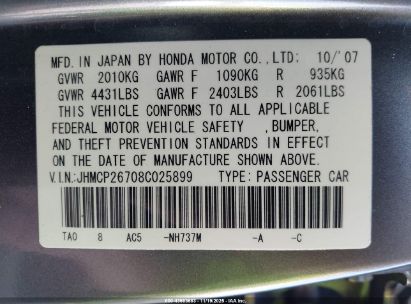 MFD. IN JAPAN BY HONDA MOTOR CO.,LTD: 10/'07
GVWR 2010KG GAWR F 1090KG R 935KG
GVWR 4431LBS GAWR F 2403LBS R 2061LBS
THIS VEHICLE CONFORMS TO ALL APPLICABLE
FEDERAL MOTOR VEHICLE SAFETY ,BUMPER,
AND THEFT PREVENTION STANDARDS IN EFFECT
ON THE DATE OF MANUFACTURE SHOWN ABOVE.
V.I.N.:JHMCP26708C025899 TYPE: PASSENGER CAR
TA0 8 AC5 -NH737M -A -C